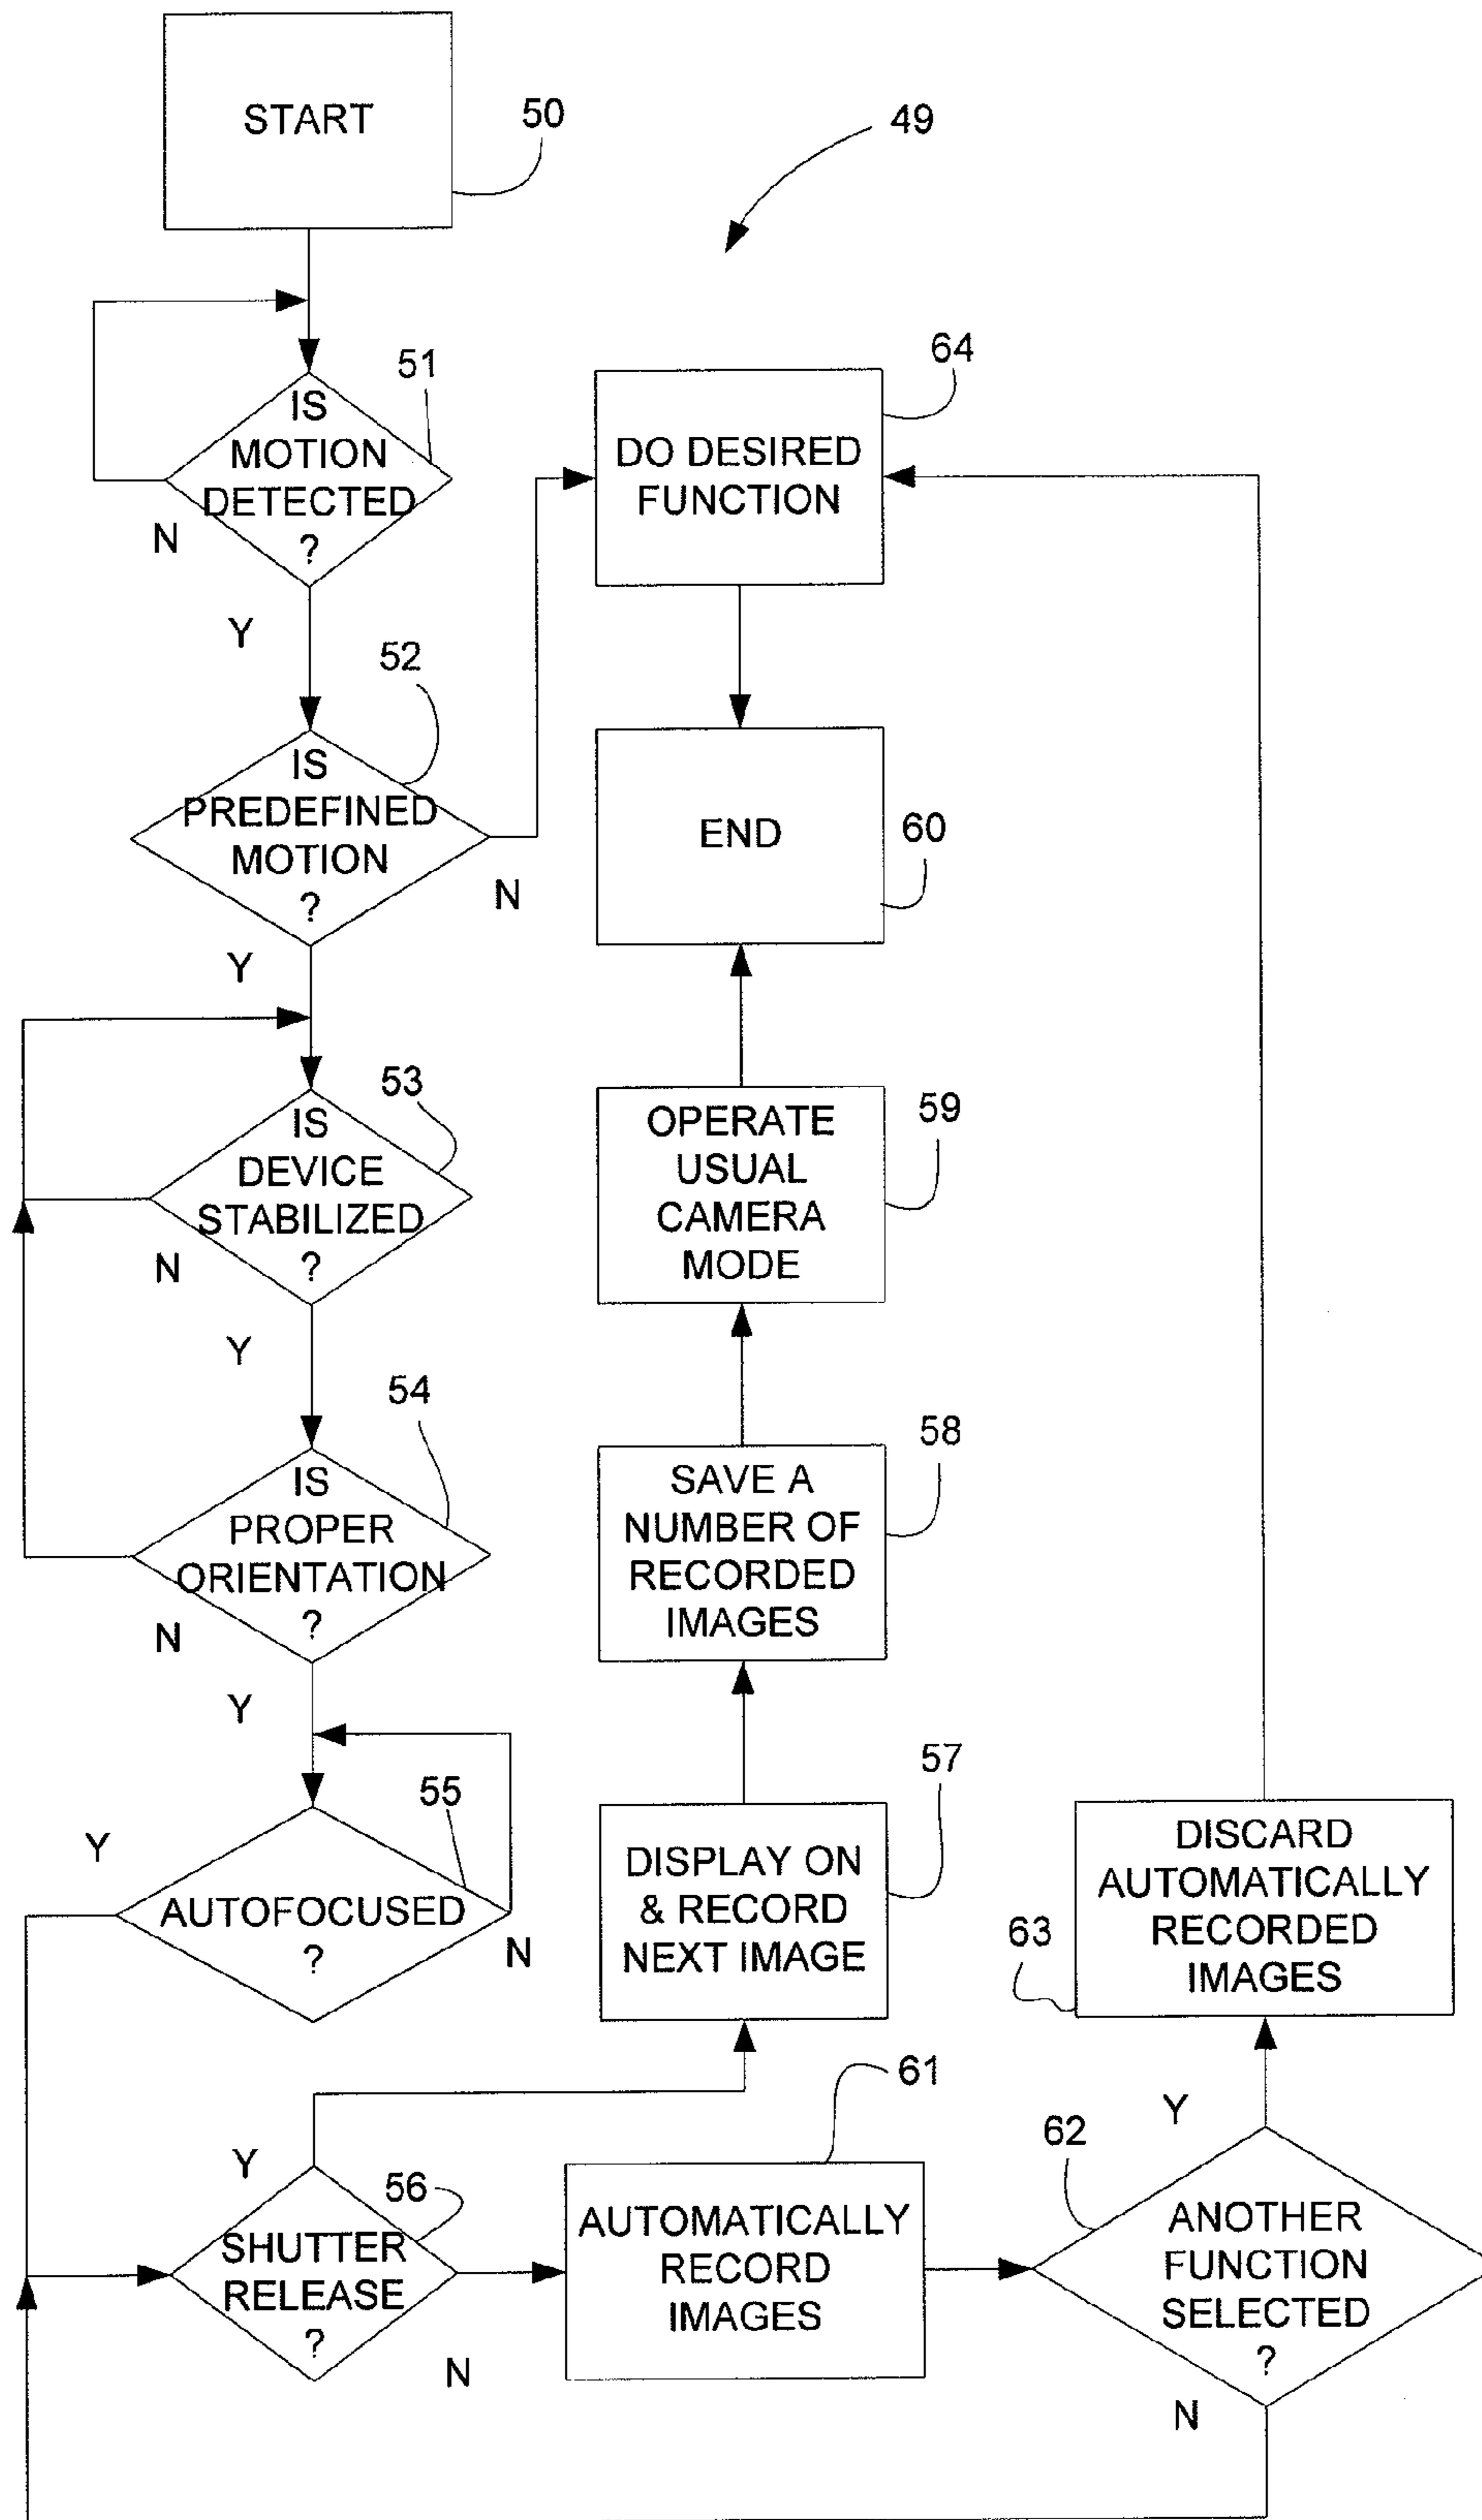 START
50
49
51
IS
MOTION
DETECTED
?
N
Y
64
DO DESIRED
FUNCTION
52
IS
PREDEFINED
MOTION
?
N
Y
END
60
53
IS
DEVICE
STABILIZED
?
N
Y
OPERATE
USUAL
CAMERA
MODE
59
54
IS
PROPER
ORIENTATION
?
N
Y
SAVE A
NUMBER OF
RECORDED
IMAGES
58
55
AUTOFOCUSED
?
Y
N
DISPLAY ON
& RECORD
NEXT IMAGE
57
DISCARD
AUTOMATICALLY
RECORDED
IMAGES
63
Y
56
SHUTTER
RELEASE
?
N
61
AUTOMATICALLY
RECORD
IMAGES
Y
62
ANOTHER
FUNCTION
SELECTED
?
N